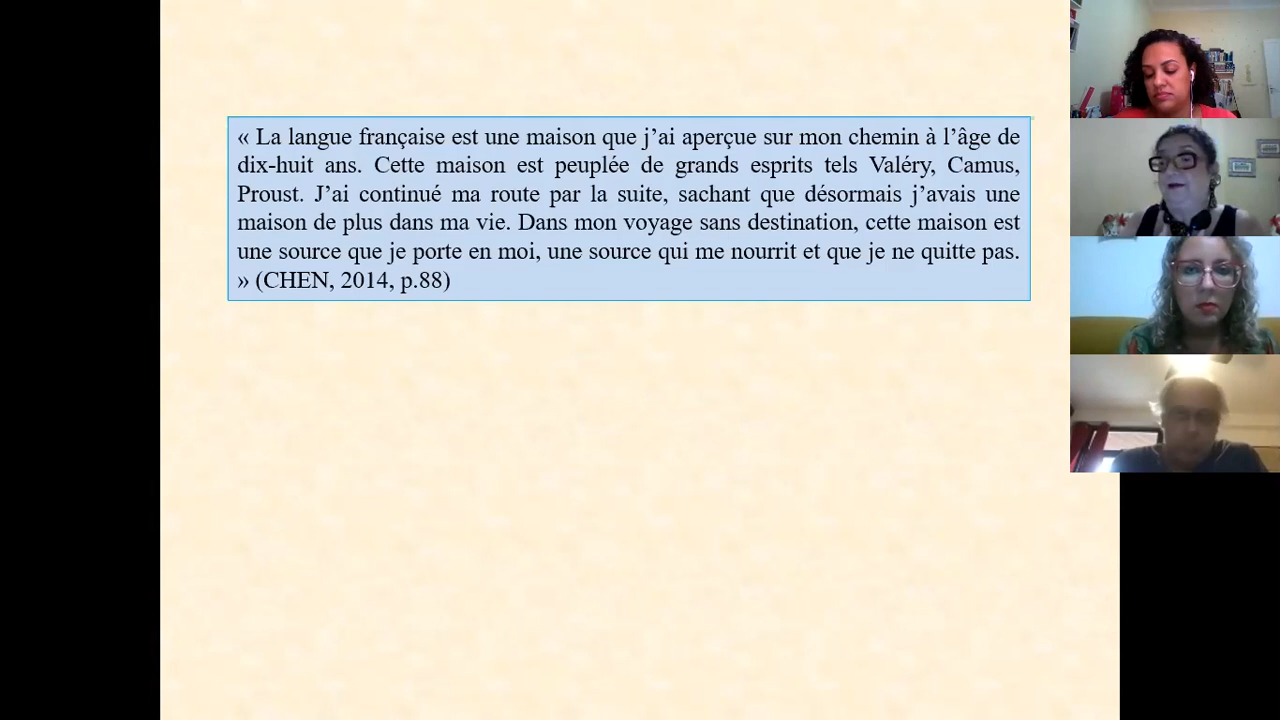 « La langue française est une maison que j’ai aperçue sur mon chemin à l’âge de
dix-huit ans. Cette maison est peuplée de grands esprits tels Valéry, Camus,
Proust. J’ai continué ma route par la suite, sachant que désormais j’avais une
maison de plus dans ma vie. Dans mon voyage sans destination, cette maison est
une source que je porte en moi, une source qui me nourrit et que je ne quitte pas.
» (CHEN, 2014, p.88)